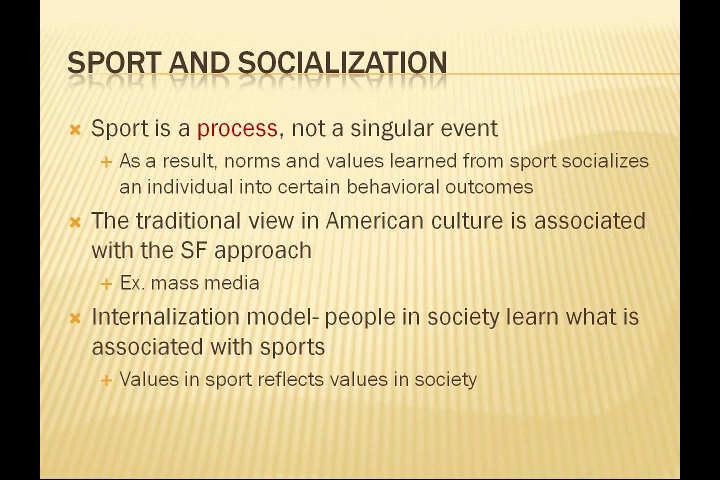 SPORT AND SOCIALIZATION
Sport is a process, not a singular event
As a result, norms and values learned from sport socializes
an individual into certain behavioral outcomes
The traditional view in American culture is associated
with the SF approach
Ex. mass media
Internalization model- people in society learn what is
associated with sports
Values in sport reflects values in society